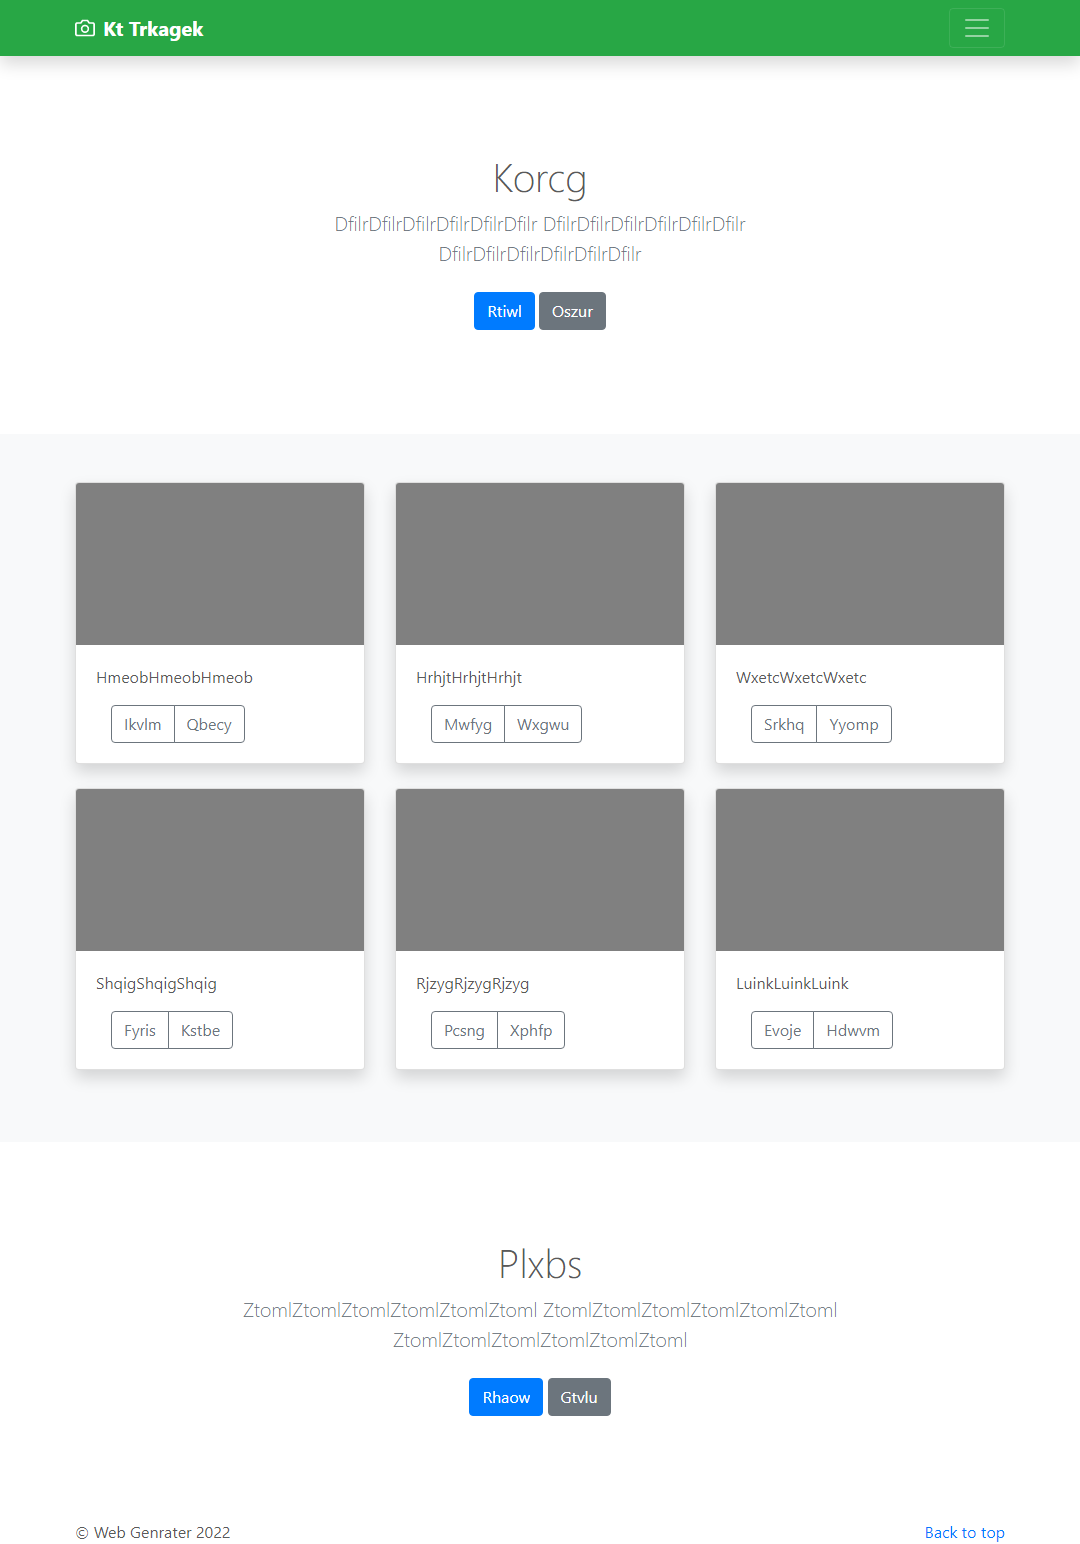 Kt Trkagek
Korcg
DfilrDfilrDfilrDfilrDfilrDfilr DfilrDfilrDfilrDfilrDfilrDfilr
DfilrDfilrDfilrDfilrDfilrDfilr
Rtiwl Oszur
HmeobHmeobHmeob
Ikvlm Qbecy
HrhjtHrhjtHrhjt
Mwfyg Wxgwu
WxetcWxetcWxetc
Srkhq Yyomp
ShqigShqigShqig
Fyris Kstbe
RjzygRjzygRjzyg
Pcsng Xphfp
LuinkLuinkLuink
Evoje Hdwvm
Plxbs
ZtomlZtomlZtomlZtomlZtomlZtoml ZtomlZtomlZtomlZtomlZtomlZtoml
ZtomlZtomlZtomlZtomlZtomlZtoml
Rhaow Gtvlu
© Web Genrater 2022
Back to top